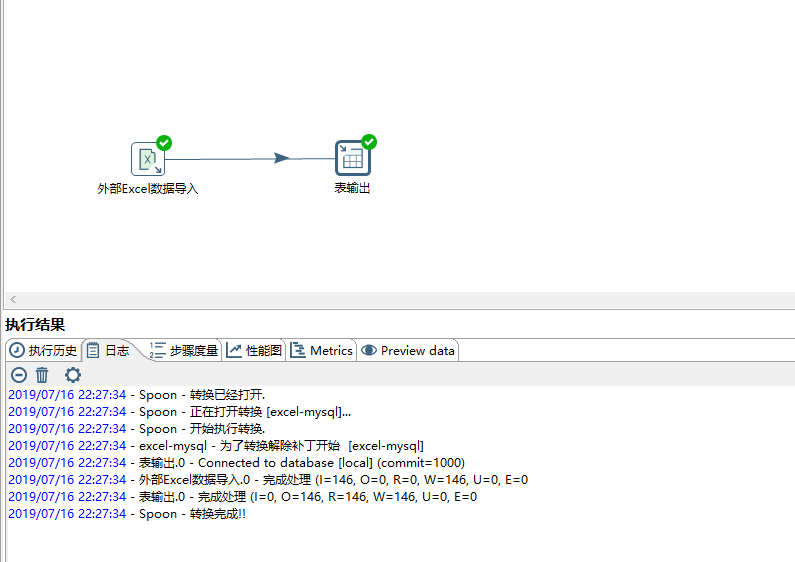 外部Excel数据导入
表输出
执行结果
执行历史 日志 步骤度量 性能图 Metrics Preview data
2019/07/16 22:27:34 - Spoon - 转换已经打开.
2019/07/16 22:27:34 - Spoon - 正在打开转换 [excel-mysql]...
2019/07/16 22:27:34 - Spoon - 开始执行转换.
2019/07/16 22:27:34 - excel-mysql - 为了转换解除补丁开始  [excel-mysql]
2019/07/16 22:27:34 - 表输出.0 - Connected to database [local] (commit=1000)
2019/07/16 22:27:34 - 外部Excel数据导入.0 - 完成处理 (I=146, O=0, R=0, W=146, U=0, E=0
2019/07/16 22:27:34 - 表输出.0 - 完成处理 (I=0, O=146, R=146, W=146, U=0, E=0
2019/07/16 22:27:34 - Spoon - 转换完成!!